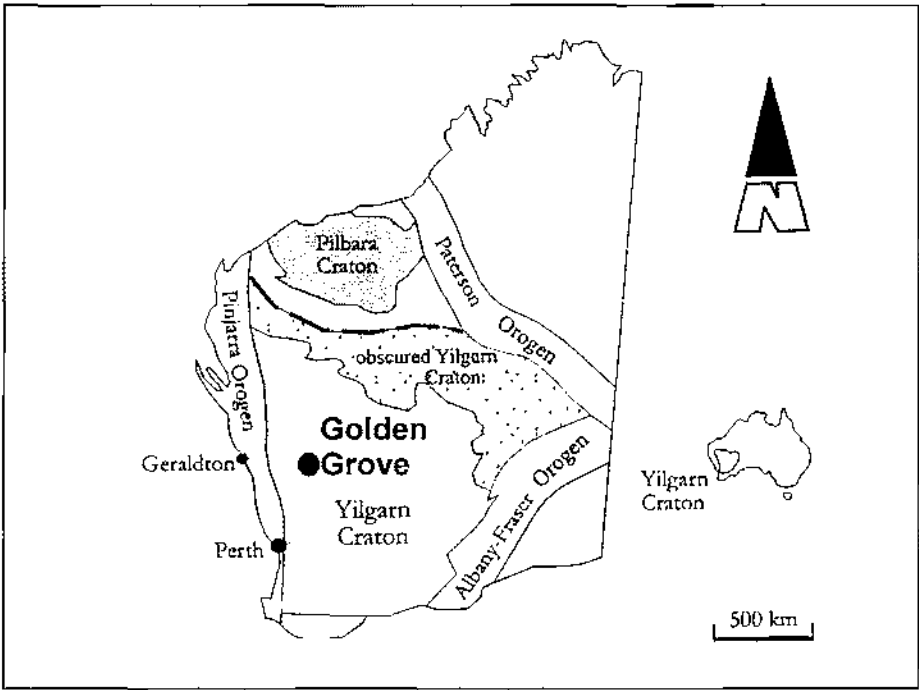 N
Pilbara
Craton
Paterson
Orogen
Pinjarra Orogen
obscured Yilgarn
Craton
Golden
Grove
Geraldton
Yilgarn
Craton
Albany-Fraser Orogen
Yilgarn
Craton
Perth
500 km